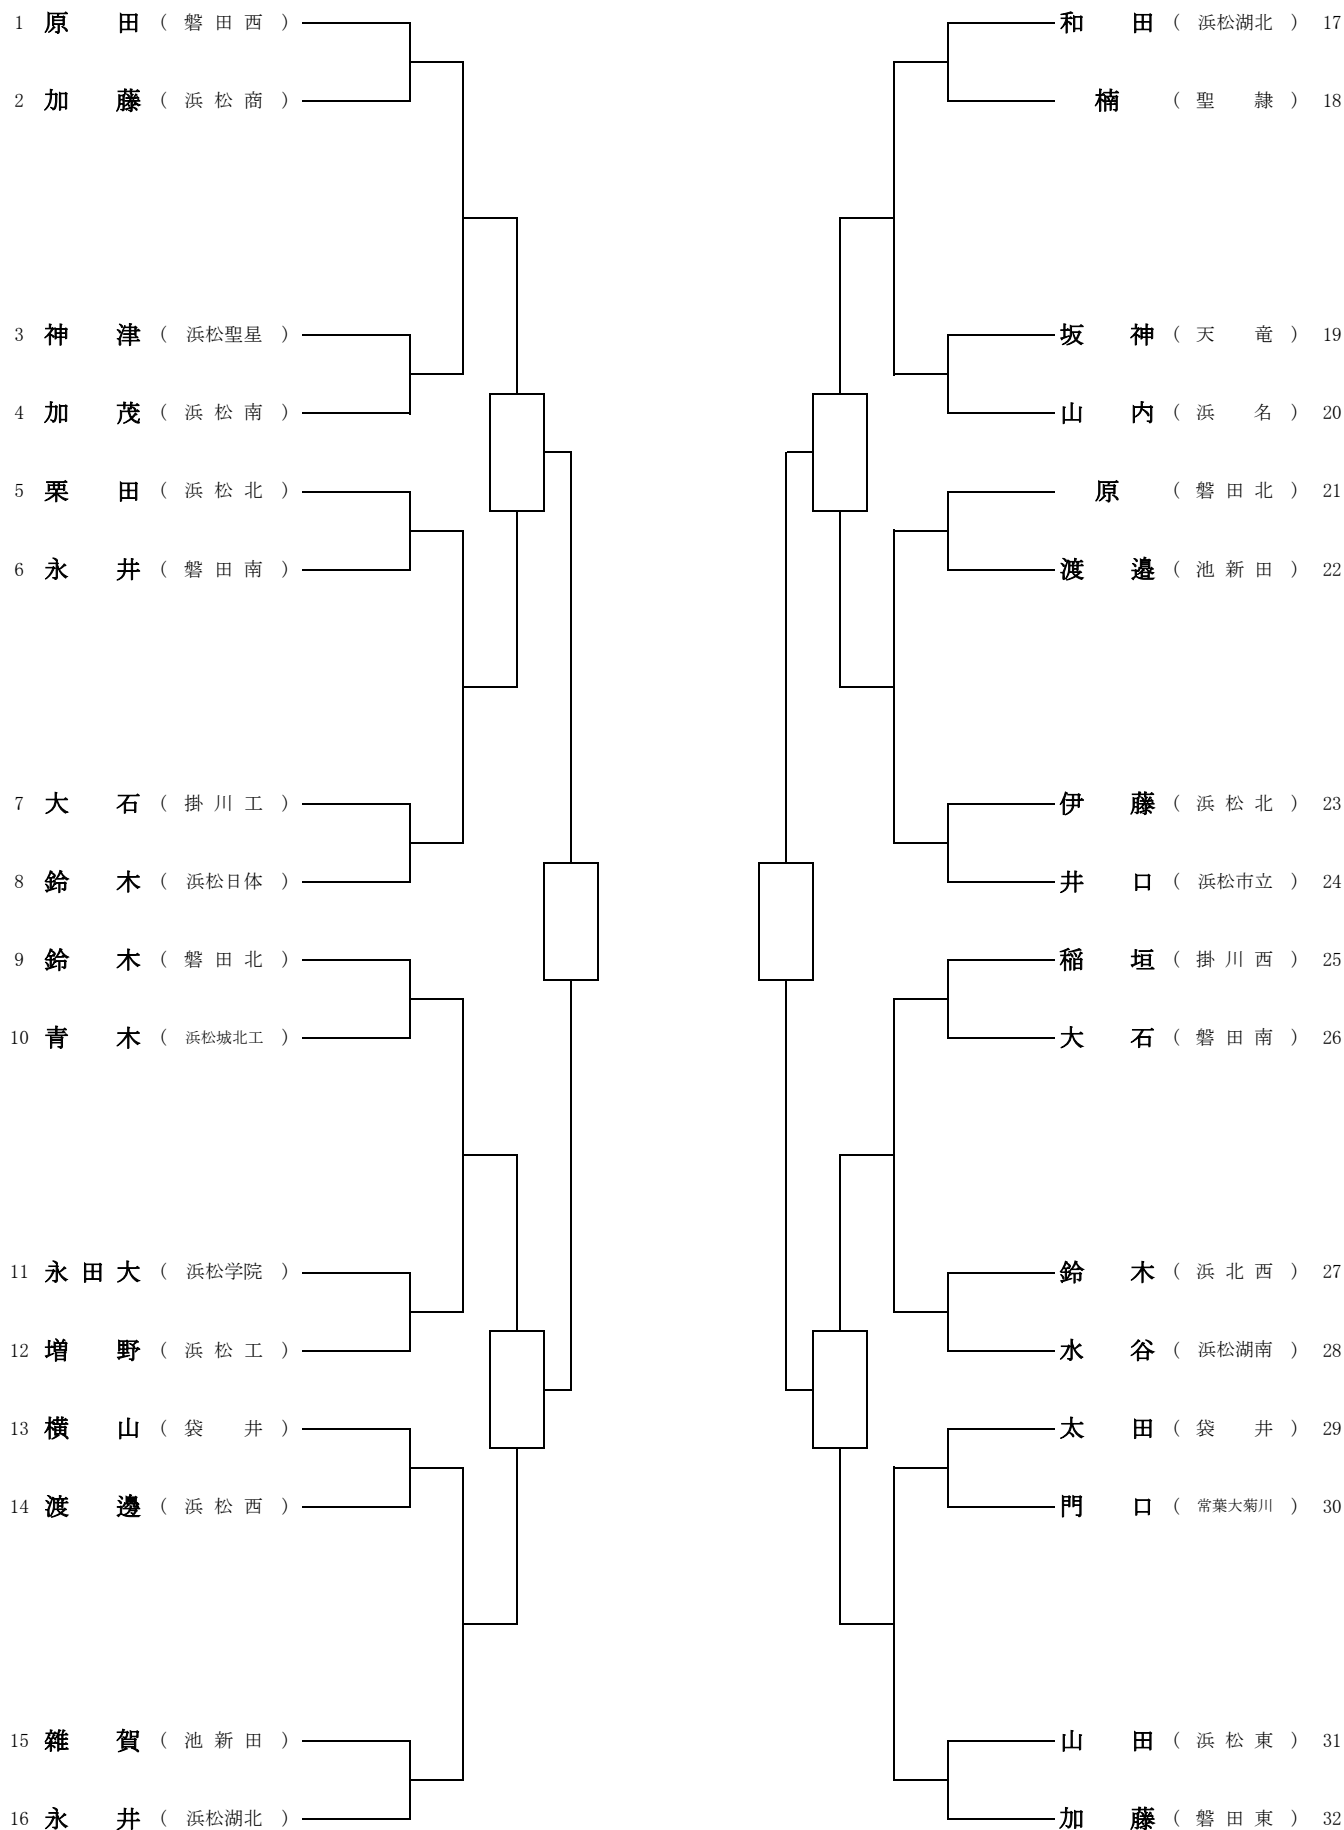 1 原 田 ( 磐 田 西 )
2 加 藤 ( 浜 松 商 )
3 神 津 ( 浜松聖星 )
4 加 茂 ( 浜 松 南 )
5 栗 田 ( 浜 松 北 )
6 永 井 ( 磐 田 南 )
7 大 石 ( 掛 川 工 )
8 鈴 木 ( 浜松日体 )
9 鈴 木 ( 磐 田 北 )
10 青 木 ( 浜松城北工 )
11 永 田 大 ( 浜松学院 )
12 増 野 ( 浜 松 工 )
13 横 山 ( 袋 井 )
14 渡 邊 ( 浜 松 西 )
15 雑 賀 ( 池 新 田 )
16 永 井 ( 浜松湖北 )
和 田 ( 浜松湖北 ) 17
楠 ( 聖 隷 ) 18
坂 神 ( 天 竜 ) 19
山 内 ( 浜 名 ) 20
原 ( 磐 田 北 ) 21
渡 邉 ( 池 新 田 ) 22
伊 藤 ( 浜 松 北 ) 23
井 口 ( 浜松市立 ) 24
稲 垣 ( 掛 川 西 ) 25
大 石 ( 磐 田 南 ) 26
鈴 木 ( 浜 北 西 ) 27
水 谷 ( 浜松湖南 ) 28
太 田 ( 袋 井 ) 29
門 口 ( 常葉大菊川 ) 30
山 田 ( 浜 松 東 ) 31
加 藤 ( 磐 田 東 ) 32